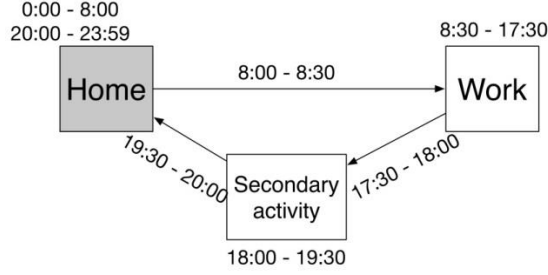 0:00 - 8:00
20:00 - 23:59
Home
8:00 - 8:30
8:30 - 17:30
Work
17:30 - 18:00
Secondary
activity
18:00 - 19:30
19:30 - 20:00